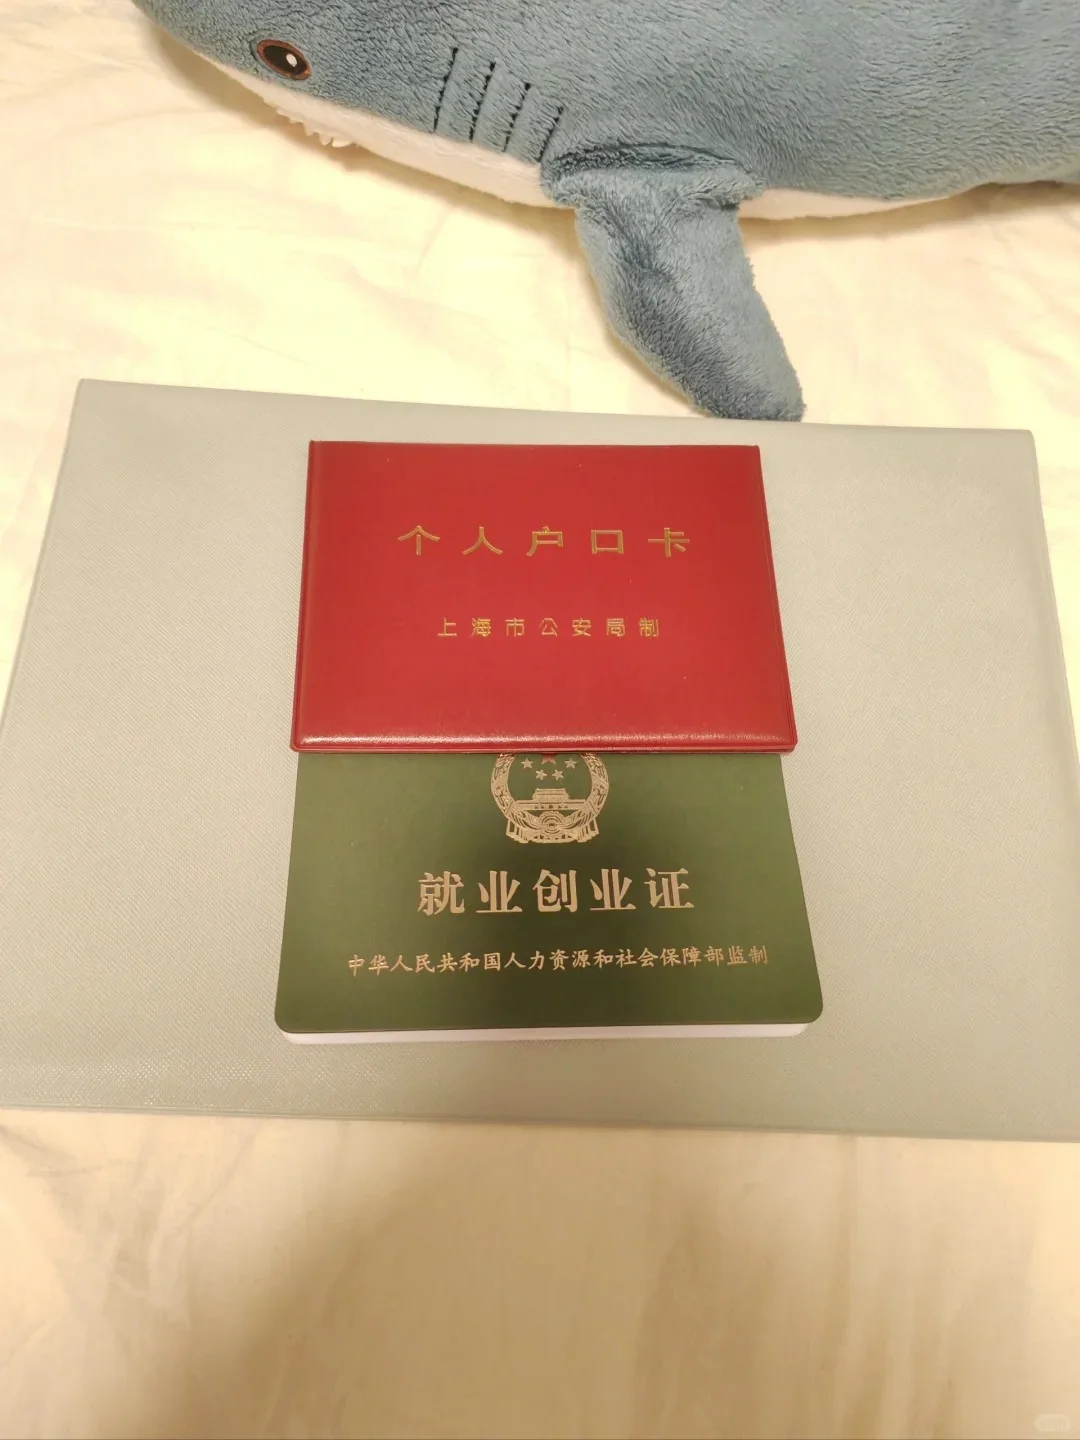 个人户口卡
上海市公安局制
就业创业证
中华人民共和国人力资源和社会保障部监制